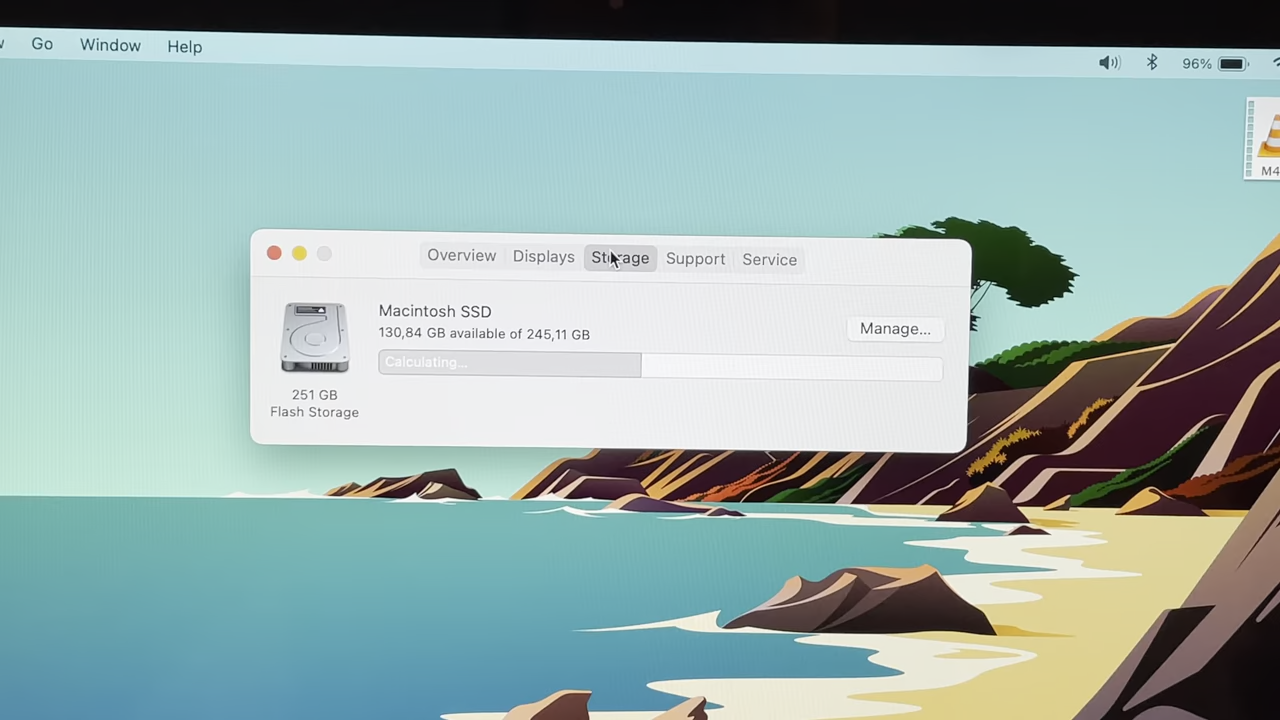 Go Window Help 96%
M4
Overview Displays Storage Support Service
Macintosh SSD
130,84 GB available of 245,11 GB
Manage...
Calculating...
251 GB
Flash Storage